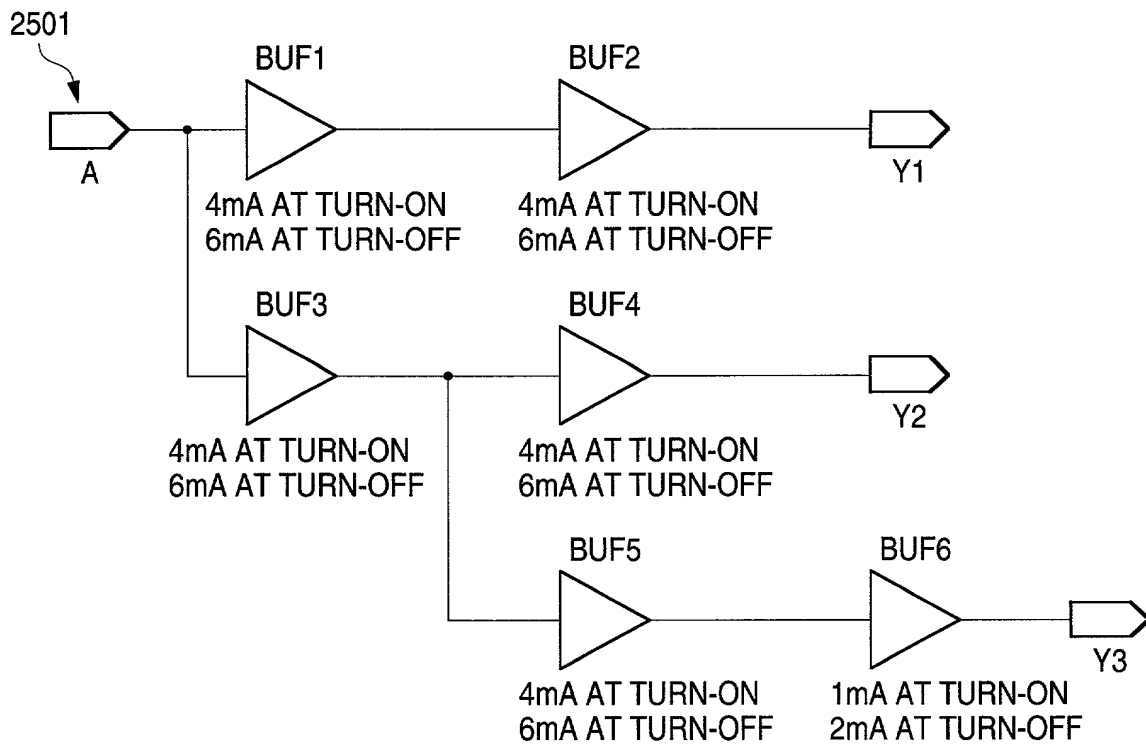 2501
BUF1
BUF2
A
Y1
4mA AT TURN-ON
6mA AT TURN-OFF
4mA AT TURN-ON
6mA AT TURN-OFF
BUF3
BUF4
Y2
4mA AT TURN-ON
6mA AT TURN-OFF
4mA AT TURN-ON
6mA AT TURN-OFF
BUF5
BUF6
Y3
4mA AT TURN-ON
6mA AT TURN-OFF
1mA AT TURN-ON
2mA AT TURN-OFF